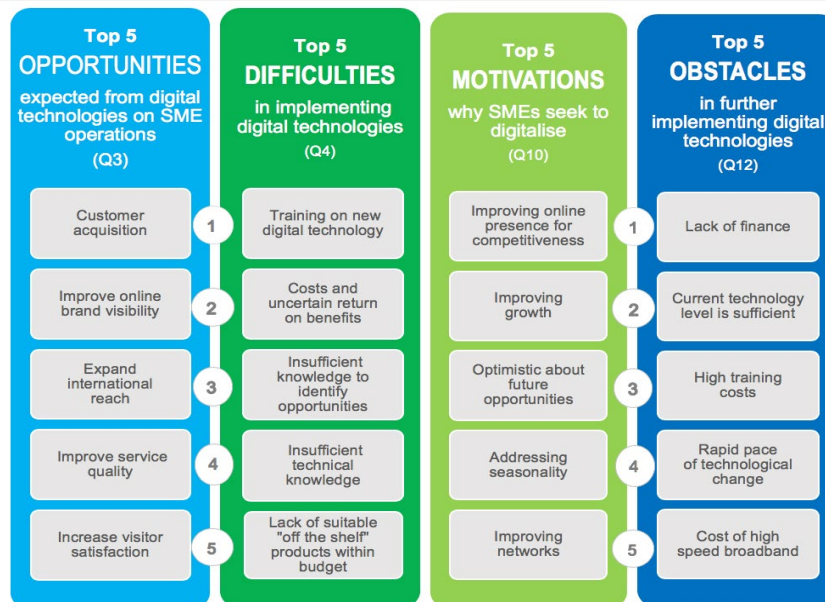 Top 5
OPPORTUNITIES
expected from digital
technologies on SME
operations
(Q3)
Customer
acquisition
Improve online
brand visibility
Expand
international
reach
Improve service
quality
Increase visitor
satisfaction
1
2
3
4
5
Top 5
DIFFICULTIES
in implementing
digital technologies
(Q4)
Training on new
digital technology
Costs and
uncertain return
on benefits
Insufficient
knowledge to
identify
opportunities
Insufficient
technical
knowledge
Lack of suitable
"off the shelf"
products within
budget
Top 5
MOTIVATIONS
why SMEs seek to
digitalise
(Q10)
Improving online
presence for
competitiveness
Improving
growth
Optimistic about
future
opportunities
Addressing
seasonality
Improving
networks
1
2
3
4
5
Top 5
OBSTACLES
in further
implementing digital
technologies
(Q12)
Lack of finance
Current technology
level is sufficient
High training
costs
Rapid pace
of technological
change
Cost of high
speed broadband